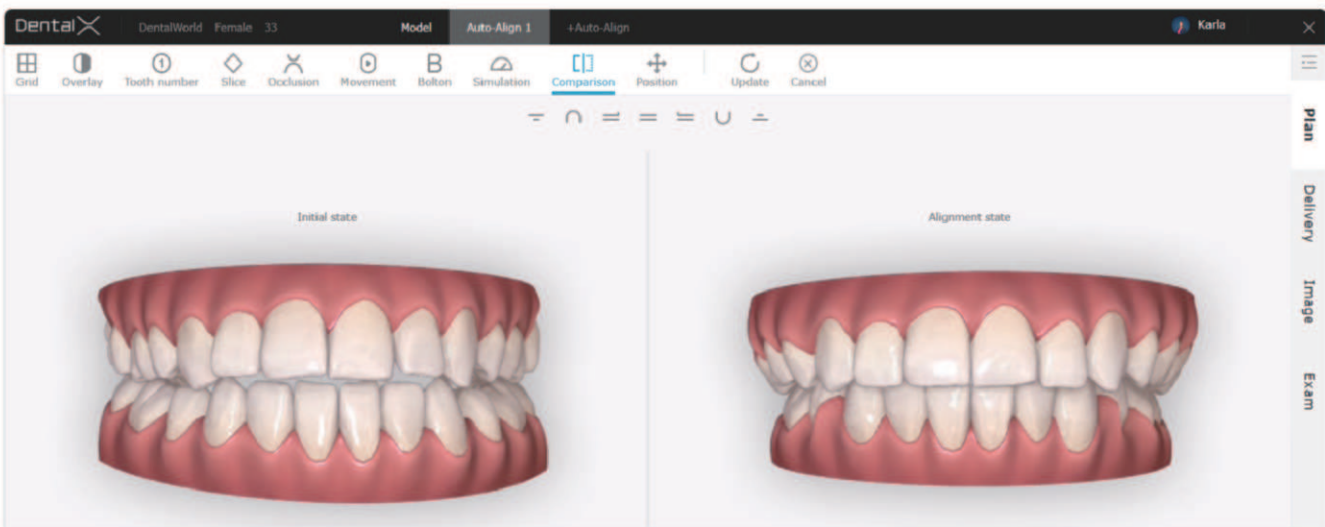 DentalX DentalWorld Female 33 Model Auto-Align 1 +Auto-Align Karla
Grid Overlay Tooth number Slice Occlusion Movement Bolton Simulation Comparison Position Update Cancel
Initial state Alignment state
Plan
Delivery
Image
Exam